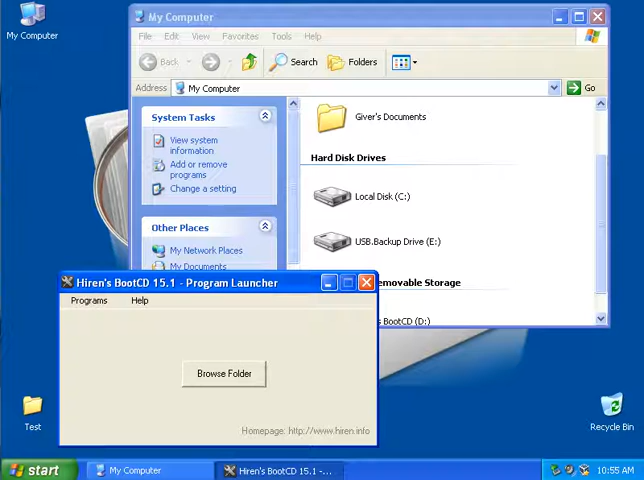 My Computer
My Computer
File Edit View Favorites Tools Help
Back Search Folders
Address My Computer Go
System Tasks
View system information
Add or remove programs
Change a setting
Other Places
My Network Places
My Documents
Giver's Documents
Hard Disk Drives
Local Disk (C:)
USB.Backup Drive (E:)
emovable Storage
s BootCD (D:)
Hiren's BootCD 15.1 - Program Launcher
Programs Help
Browse Folder
Homepage: http://www.hiren.info
Test
Recycle Bin
start My Computer Hiren's BootCD 15.1 -... 10:55 AM